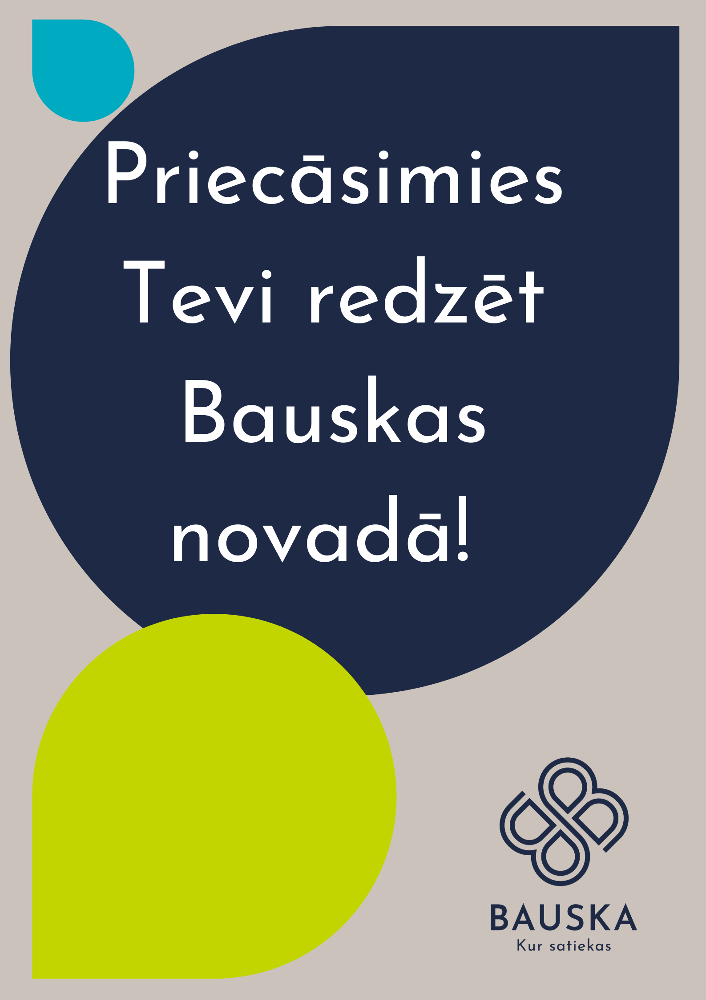 Priecāsimies
Tevi redzēt
Bauskas
novadā!
BAUSKA
Kur satiekas